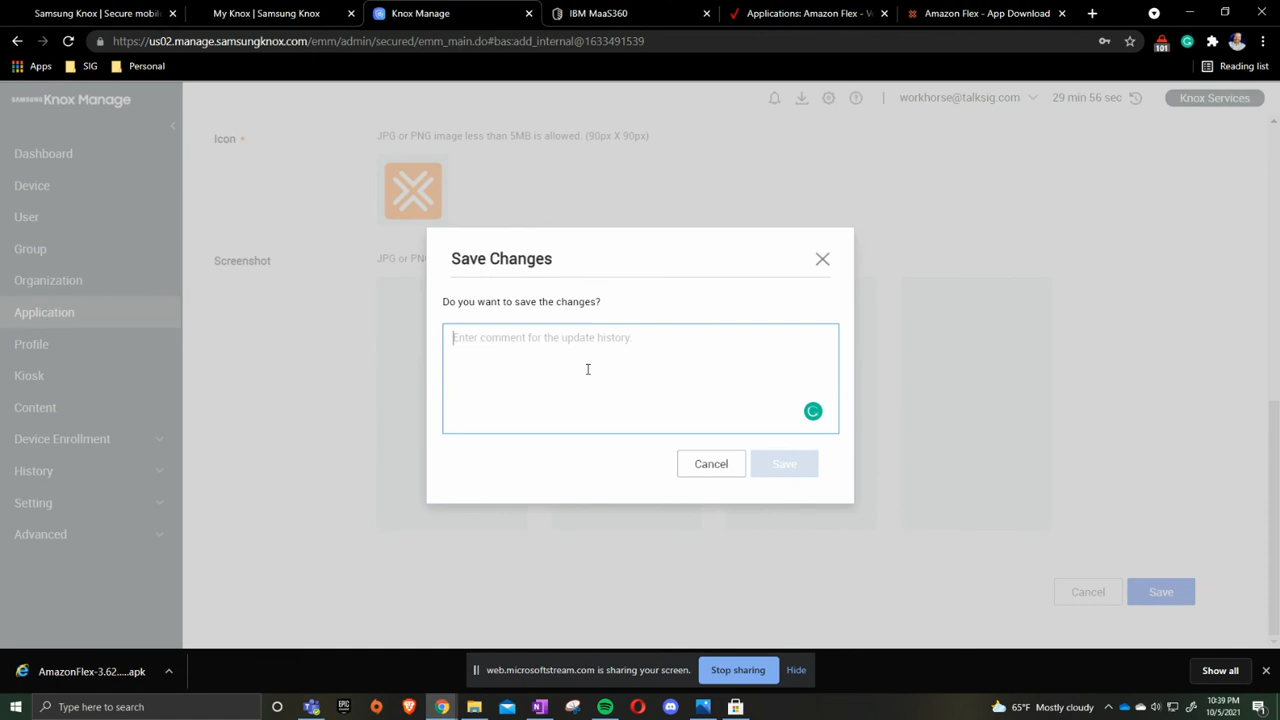 Samsung Knox | Secure mobile
My Knox | Samsung Knox
Knox Manage
IBM MaaS360
Applications: Amazon Flex - V
Amazon Flex - App Download
https://us02.manage.samsungknox.com/emm/admin/secured/emm_main.do#bas:add_internal@1633491539
101
Apps
SIG
Personal
Reading list
SAMSUNG Knox Manage
workhorse@talksig.com
29 min 56 sec
Knox Services
Icon *
JPG or PNG image less than 5MB is allowed. (90px X 90px)
Dashboard
Device
User
Group
Organization
Application
Profile
Kiosk
Content
Device Enrollment
History
Setting
Advanced
Screenshot
JPG or PN
Save Changes
Do you want to save the changes?
Enter comment for the update history
Cancel
Save
Cancel
Save
AmazonFlex-3.62.....apk
web.microsoftstream.com is sharing your screen.
Stop sharing
Hide
Show all
Type here to search
EPIC
65°F Mostly cloudy
10:39 PM
10/5/2021